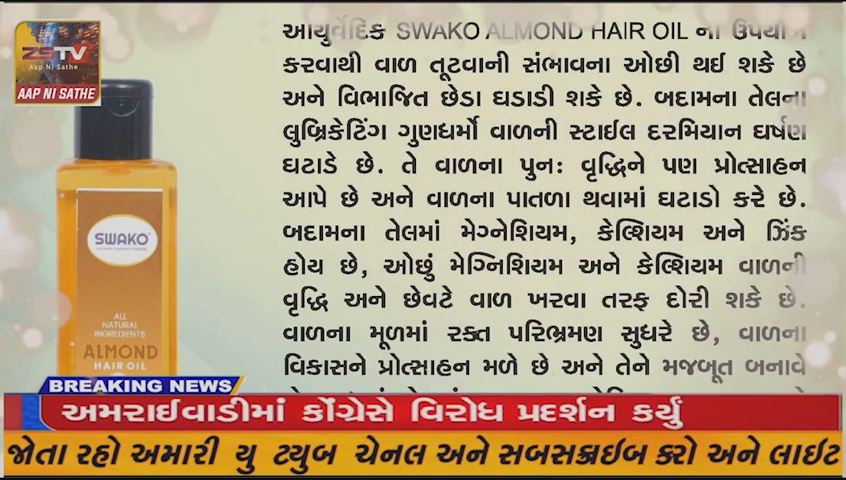 ZSTV
Aap Ni Sathe
AAP NI SATHE
આયુર્વેદિક SWAKO ALMOND HAIR OIL ના ઉપયોગ
કરવાથી વાળ તૂટવાની સંભાવના ઓછી થઈ શકે છે
અને વિભાજિત છેડા ઘડાડી શકે છે. બદામના તેલના
લુબ્રિકેટિંગ ગુણધર્મો વાળની સ્ટાઈલ દરમિયાન ઘર્ષણ
ઘટાડે છે. તે વાળના પુનઃ વૃદ્ધિને પણ પ્રોત્સાહન
આપે છે અને વાળના પાતળા થવામાં ઘટાડો કરે છે.
બદામના તેલમાં મેગ્નેશિયમ, કેલ્શિયમ અને ઝિંક
હોય છે, ઓછું મેગ્નિશિયમ અને કેલ્શિયમ વાળની
વૃદ્ધિ અને છેવટે વાળ ખરવા તરફ દોરી શકે છે.
વાળના મૂળમાં રક્ત પરિભ્રમણ સુધરે છે, વાળના
વિકાસને પ્રોત્સાહન મળે છે અને તેને મજબૂત બનાવે
SWAKO
ALL
NATURAL
INGREDIENTS
ALMOND
HAIR OIL
BREAKING NEWS
અમરાઈવાડીમાં કોંગ્રેસે વિરોધ પ્રદર્શન કર્યું
જોતા રહો અમારી યુ ટ્યુબ ચેનલ અને સબસક્રાઇબ કરો અને લાઈટ